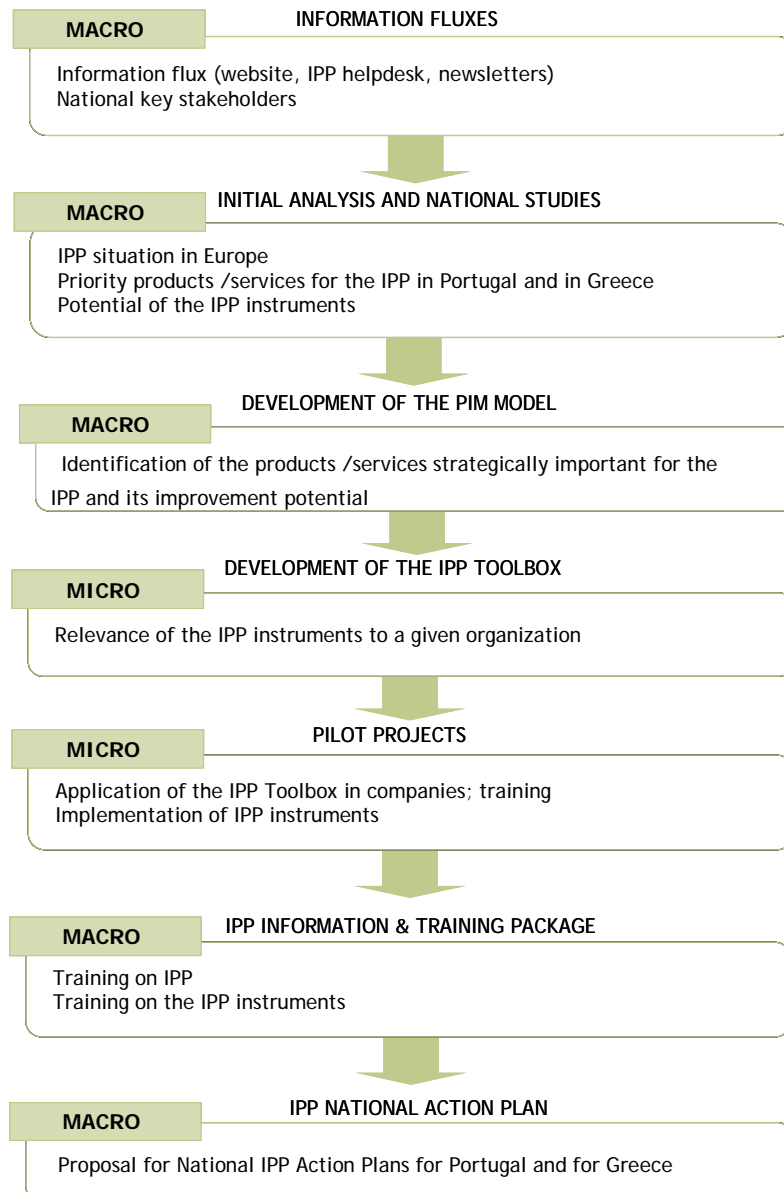 INFORMATION FLUXES
MACRO
Information flux (website, IPP helpdesk, newsletters)
National key stakeholders
INITIAL ANALYSIS AND NATIONAL STUDIES
MACRO
IPP situation in Europe
Priority products /services for the IPP in Portugal and in Greece
Potential of the IPP instruments
DEVELOPMENT OF THE PIM MODEL
MACRO
Identification of the products /services strategically important for the
IPP and its improvement potential
DEVELOPMENT OF THE IPP TOOLBOX
MICRO
Relevance of the IPP instruments to a given organization
PILOT PROJECTS
MICRO
Application of the IPP Toolbox in companies; training
Implementation of IPP instruments
IPP INFORMATION & TRAINING PACKAGE
MACRO
Training on IPP
Training on the IPP instruments
IPP NATIONAL ACTION PLAN
MACRO
Proposal for National IPP Action Plans for Portugal and for Greece